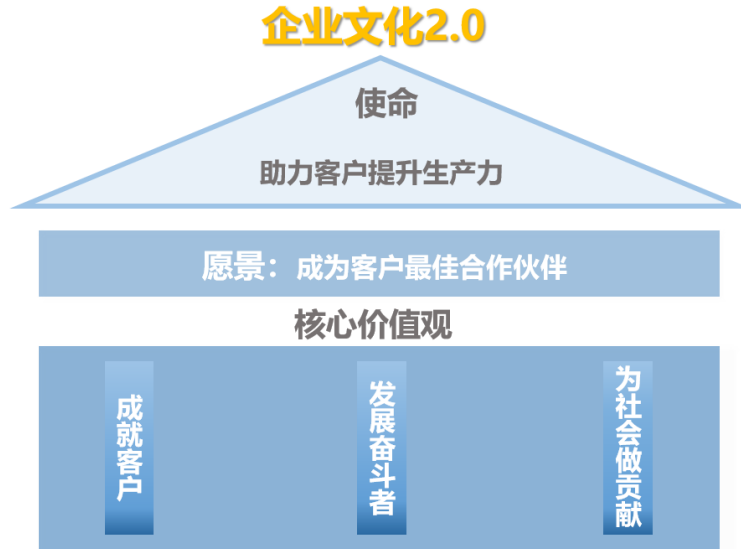 企业文化2.0
使命
助力客户提升生产力
愿景：成为客户最佳合作伙伴
核心价值观
成就客户
发展奋斗者
为社会做贡献